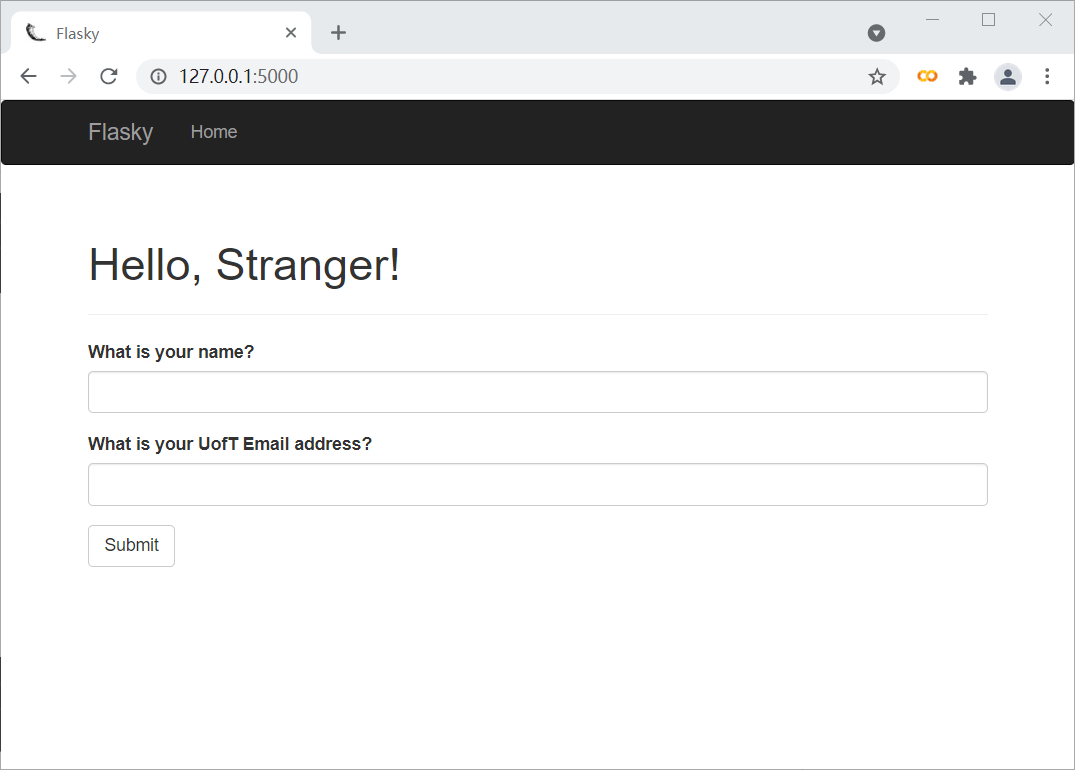 Flasky
127.0.0.1:5000
Flasky Home
Hello, Stranger!
What is your name?
What is your UofT Email address?
Submit